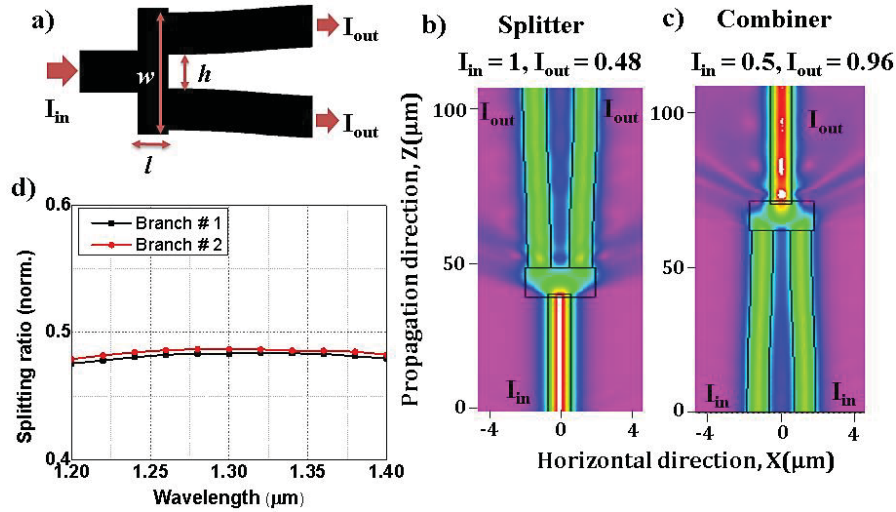 a)
I_in
w
h
l
I_out
I_out
b)
Splitter
I_in = 1, I_out = 0.48
I_out
I_out
I_in
100
50
0
Propagation direction, Z(μm)
-4
0
4
c)
Combiner
I_in = 0.5, I_out = 0.96
I_out
I_in
I_in
100
50
0
-4
0
4
Horizontal direction, X(μm)
d)
0.6
0.5
0.4
Splitting ratio (norm.)
Branch # 1
Branch # 2
1.20
1.25
1.30
1.35
1.40
Wavelength (μm)